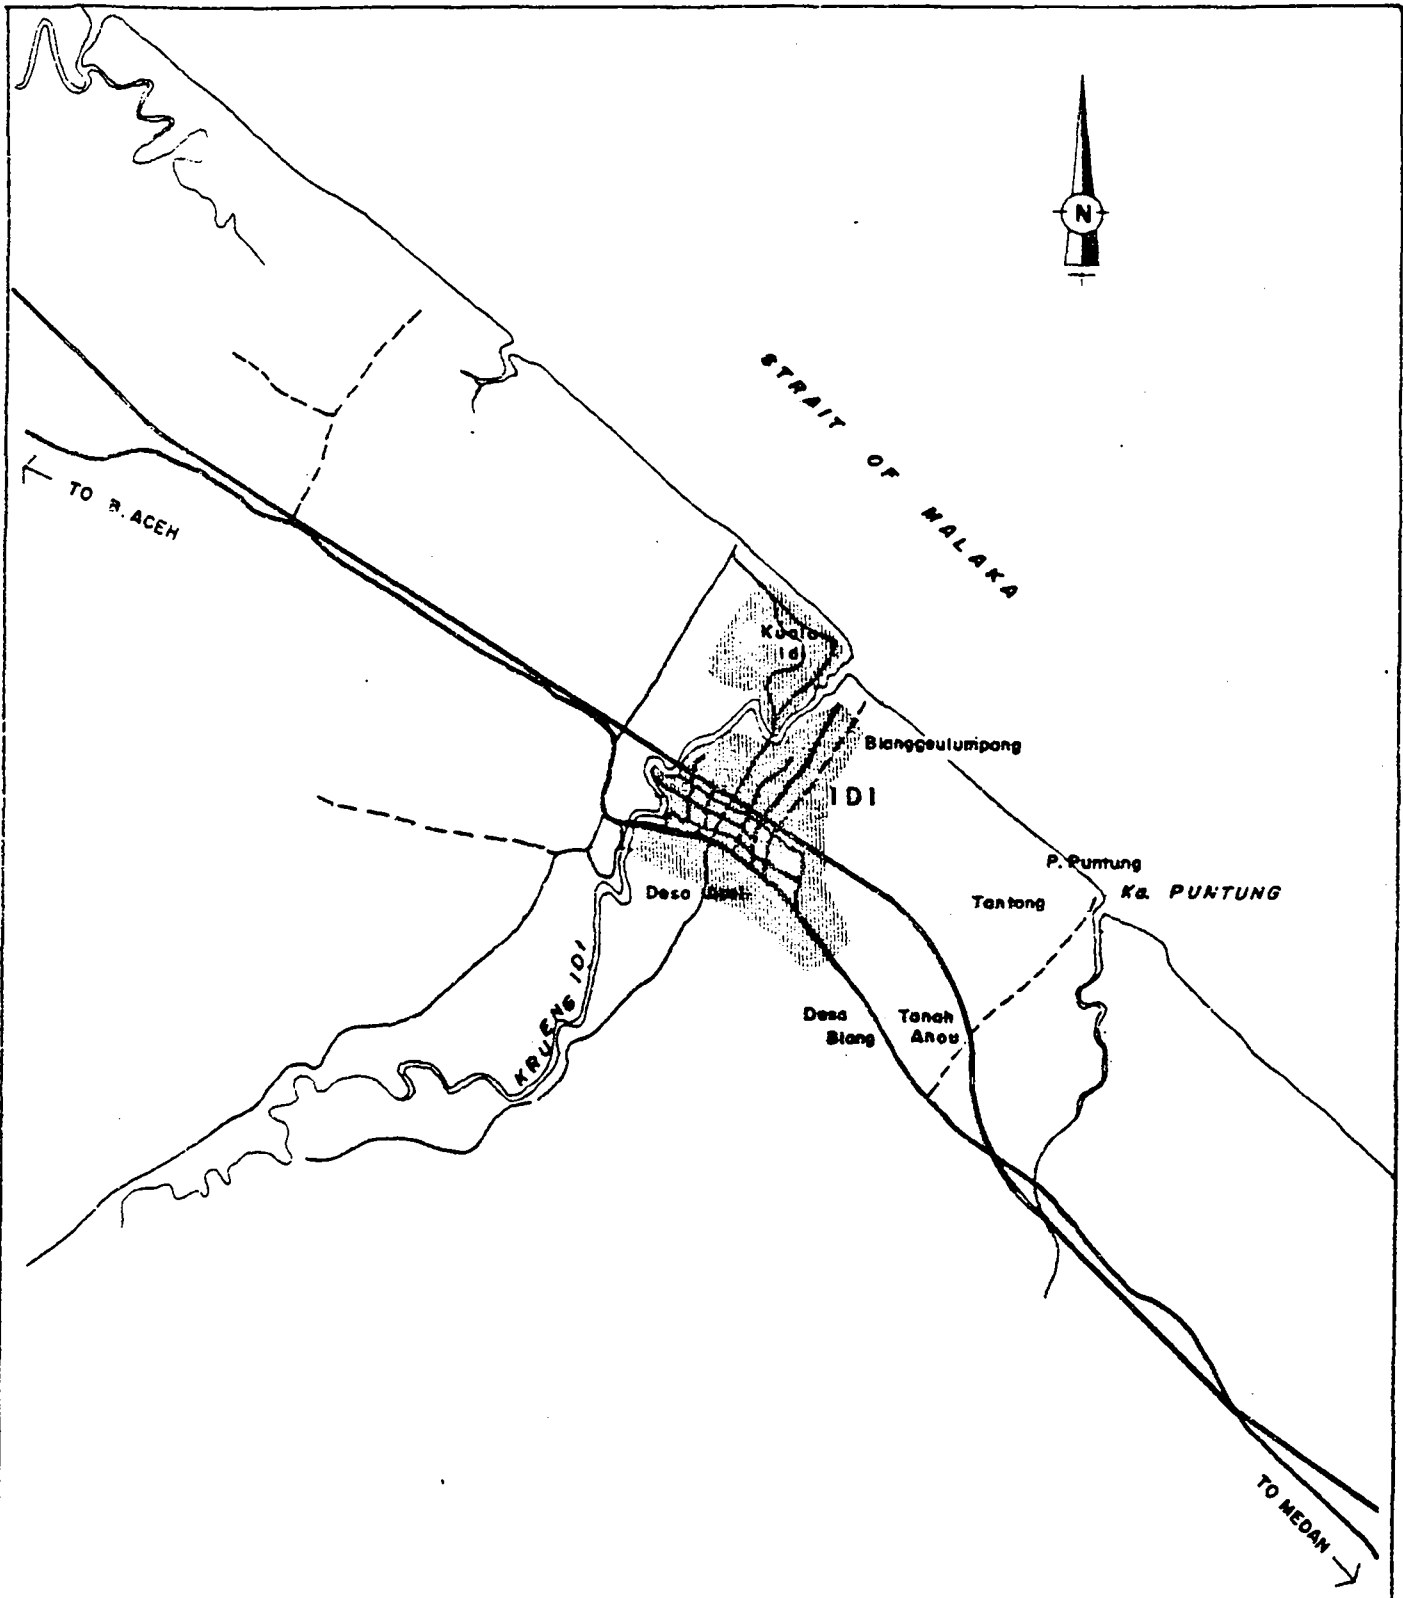 N
STRAIT OF MALAKA
TO B. ACEH
Kuala
Idi
Blanggeulumpang
IDI
P. Puntung
Ka. PUNTUNG
Tantong
Desa
KRUENG IDI
Desa
Blang
Tanah
Anou
TO MEDAN